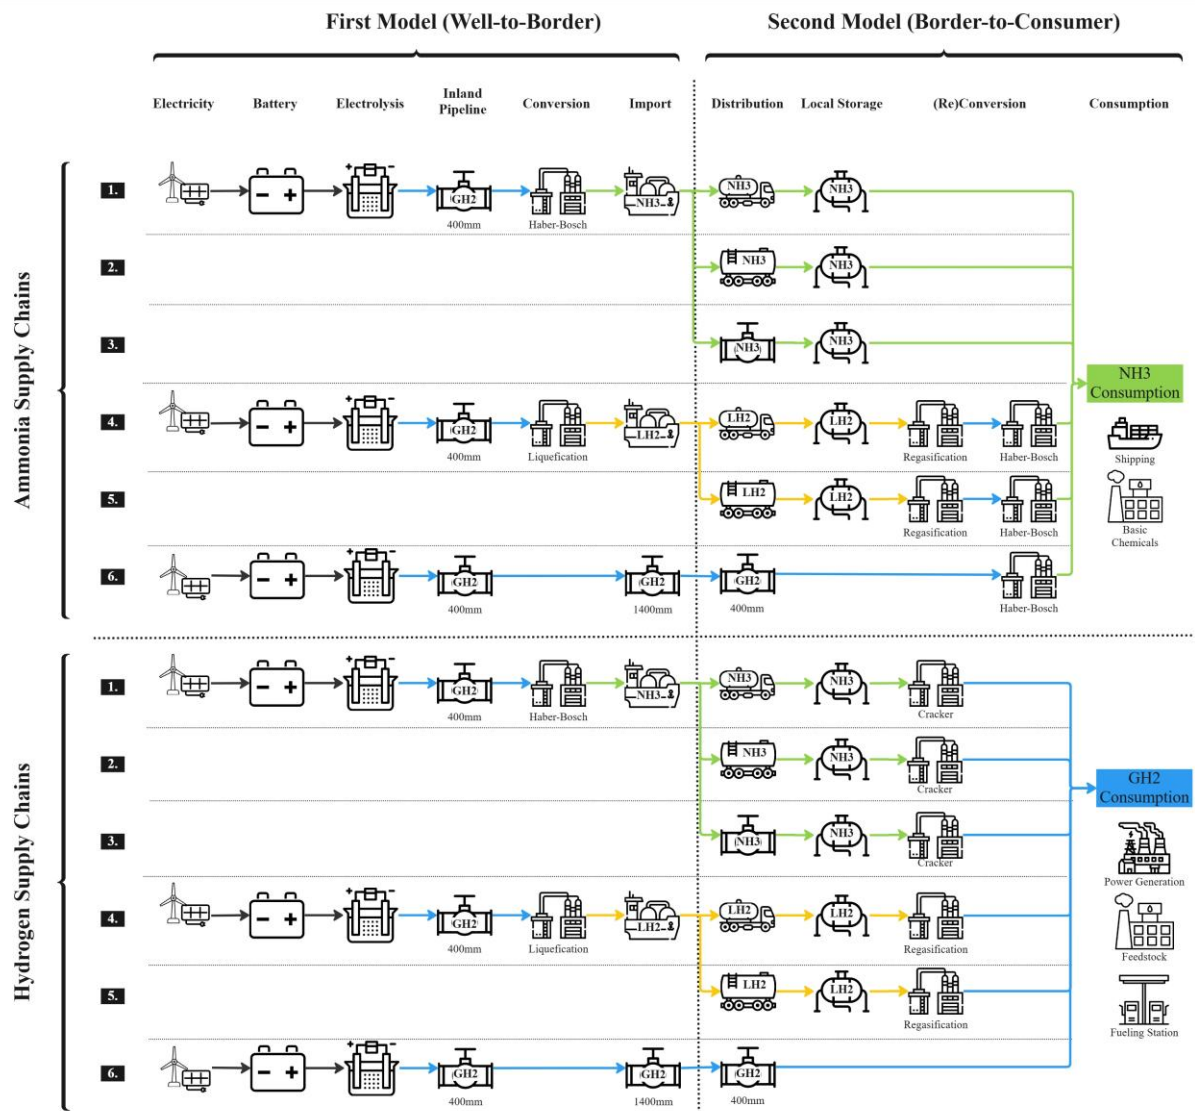 First Model (Well-to-Border)
Second Model (Border-to-Consumer)
Electricity
Battery
Electrolysis
Inland
Pipeline
Conversion
Import
Distribution
Local Storage
(Re)Conversion
Consumption
Ammonia Supply Chains
1.
GH2
400mm
Haber-Bosch
NH3
NH3
NH3
2.
NH3
NH3
3.
NH3
NH3
NH3
Consumption
4.
GH2
400mm
Liquefication
LH2
LH2
LH2
Regasification
Haber-Bosch
Shipping
5.
LH2
LH2
Regasification
Haber-Bosch
Basic
Chemicals
6.
GH2
400mm
GH2
1400mm
GH2
400mm
Haber-Bosch
Hydrogen Supply Chains
1.
GH2
400mm
Haber-Bosch
NH3
NH3
NH3
Cracker
2.
NH3
NH3
Cracker
GH2
Consumption
3.
NH3
NH3
Cracker
Power Generation
4.
GH2
400mm
Liquefication
LH2
LH2
LH2
Regasification
Feedstock
5.
LH2
LH2
Regasification
Fueling Station
6.
GH2
400mm
GH2
1400mm
GH2
400mm